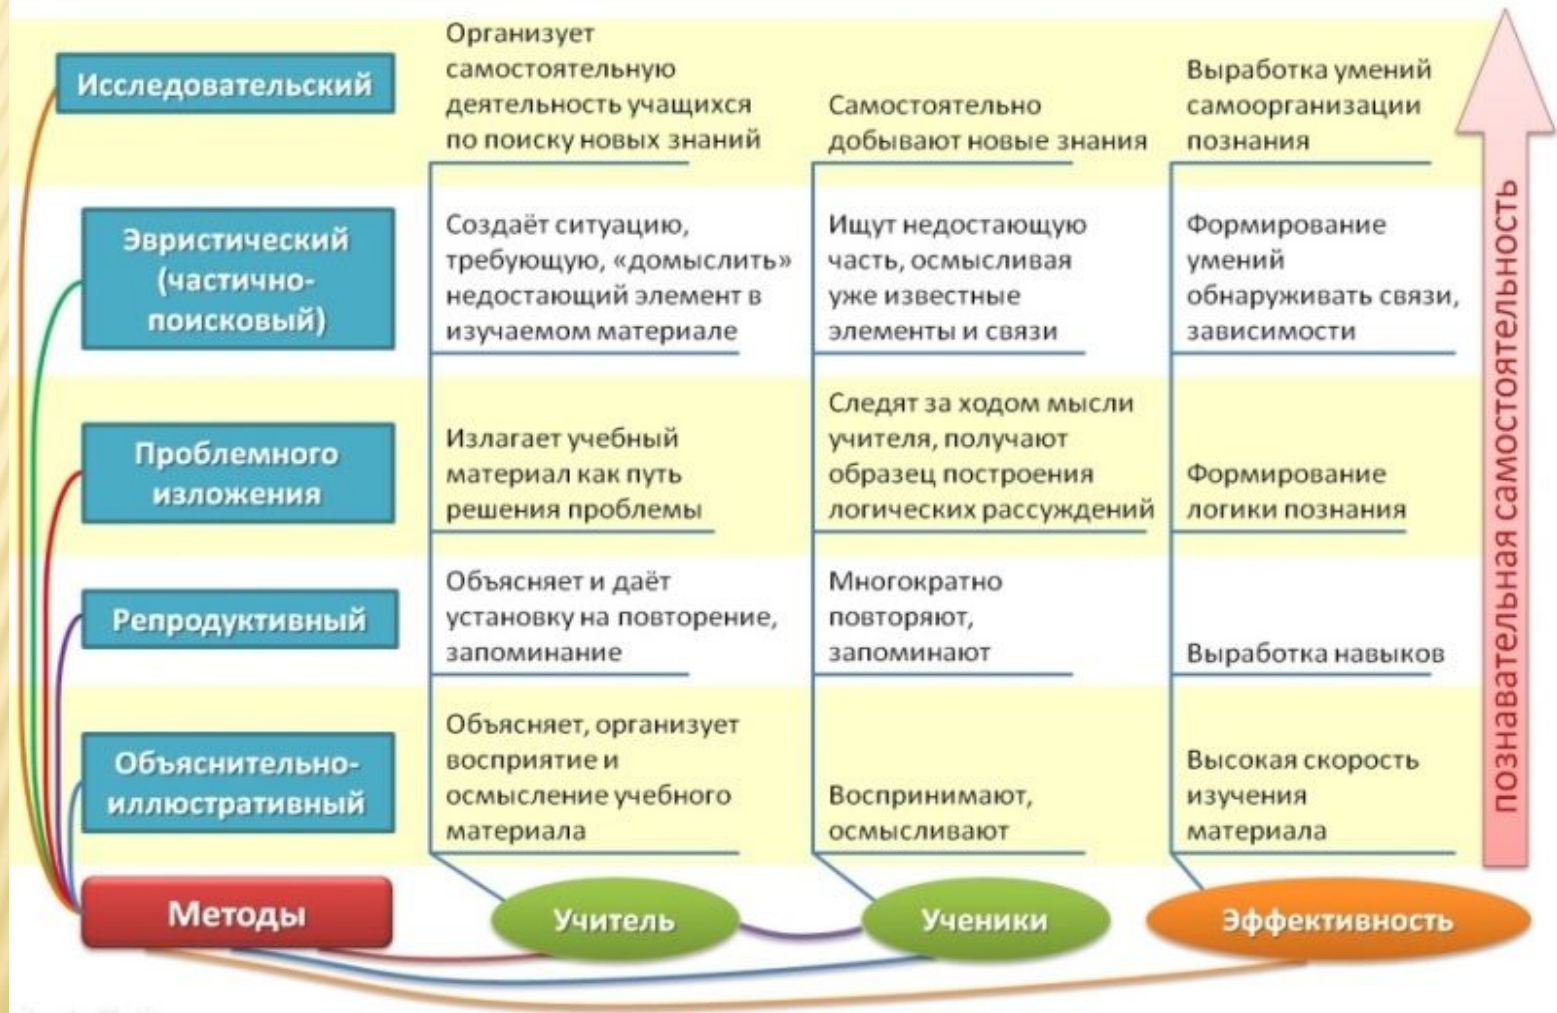 Исследовательский
Организует
самостоятельную
деятельность учащихся
по поиску новых знаний
Самостоятельно
добывают новые знания
Выработка умений
самоорганизации
познания
Эвристический
(частично-
поисковый)
Создаёт ситуацию,
требующую, «домыслить»
недостающий элемент в
изучаемом материале
Ищут недостающую
часть, осмысливая
уже известные
элементы и связи
Формирование
умений
обнаруживать связи,
зависимости
Проблемного
изложения
Излагает учебный
материал как путь
решения проблемы
Следят за ходом мысли
учителя, получают
образец построения
логических рассуждений
Формирование
логики познания
Репродуктивный
Объясняет и даёт
установку на повторение,
запоминание
Многократно
повторяют,
запоминают
Выработка навыков
Объяснительно-
иллюстративный
Объясняет, организует
восприятие и
осмысление учебного
материала
Воспринимают,
осмысливают
Высокая скорость
изучения
материала
познавательная самостоятельность
Методы
Учитель
Ученики
Эффективность